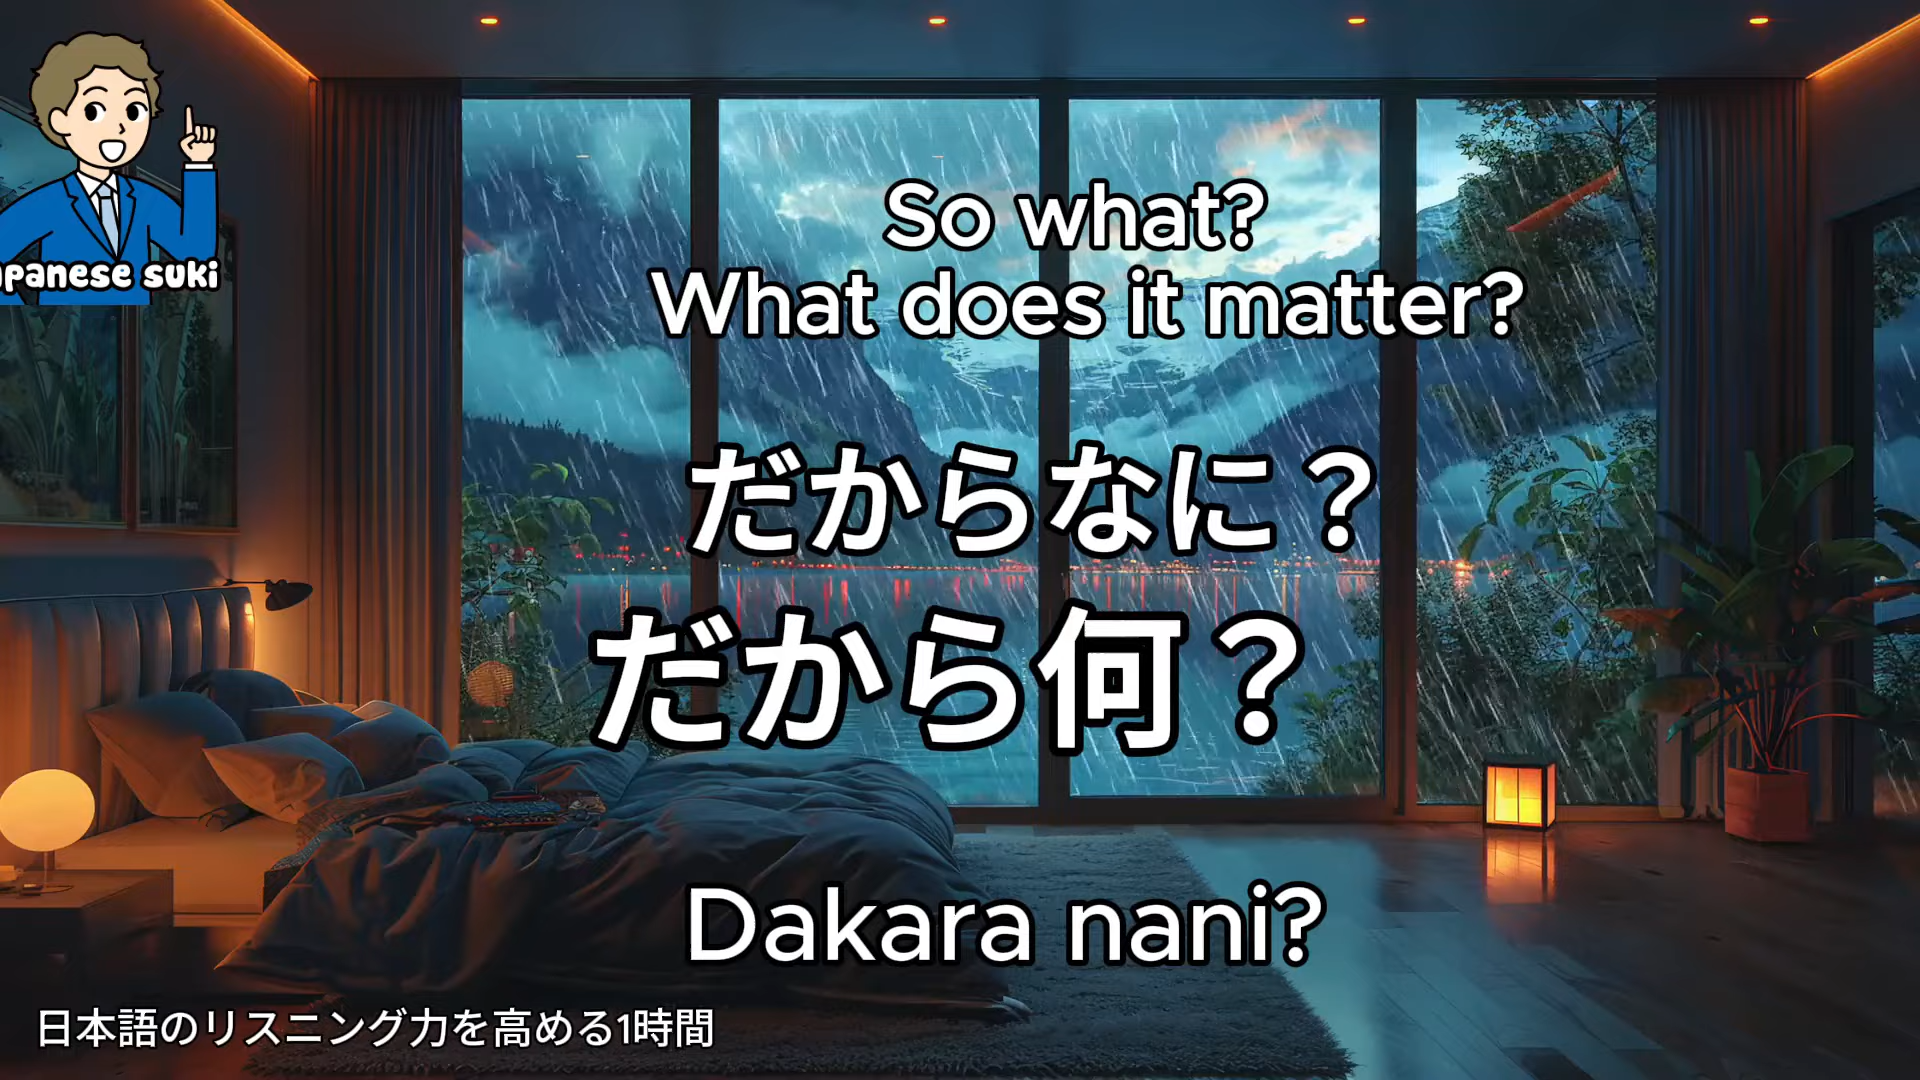 apanese suki
So what?
What does it matter?
だからなに？
だから何？
Dakara nani?
日本語のリスニング力を高める1時間